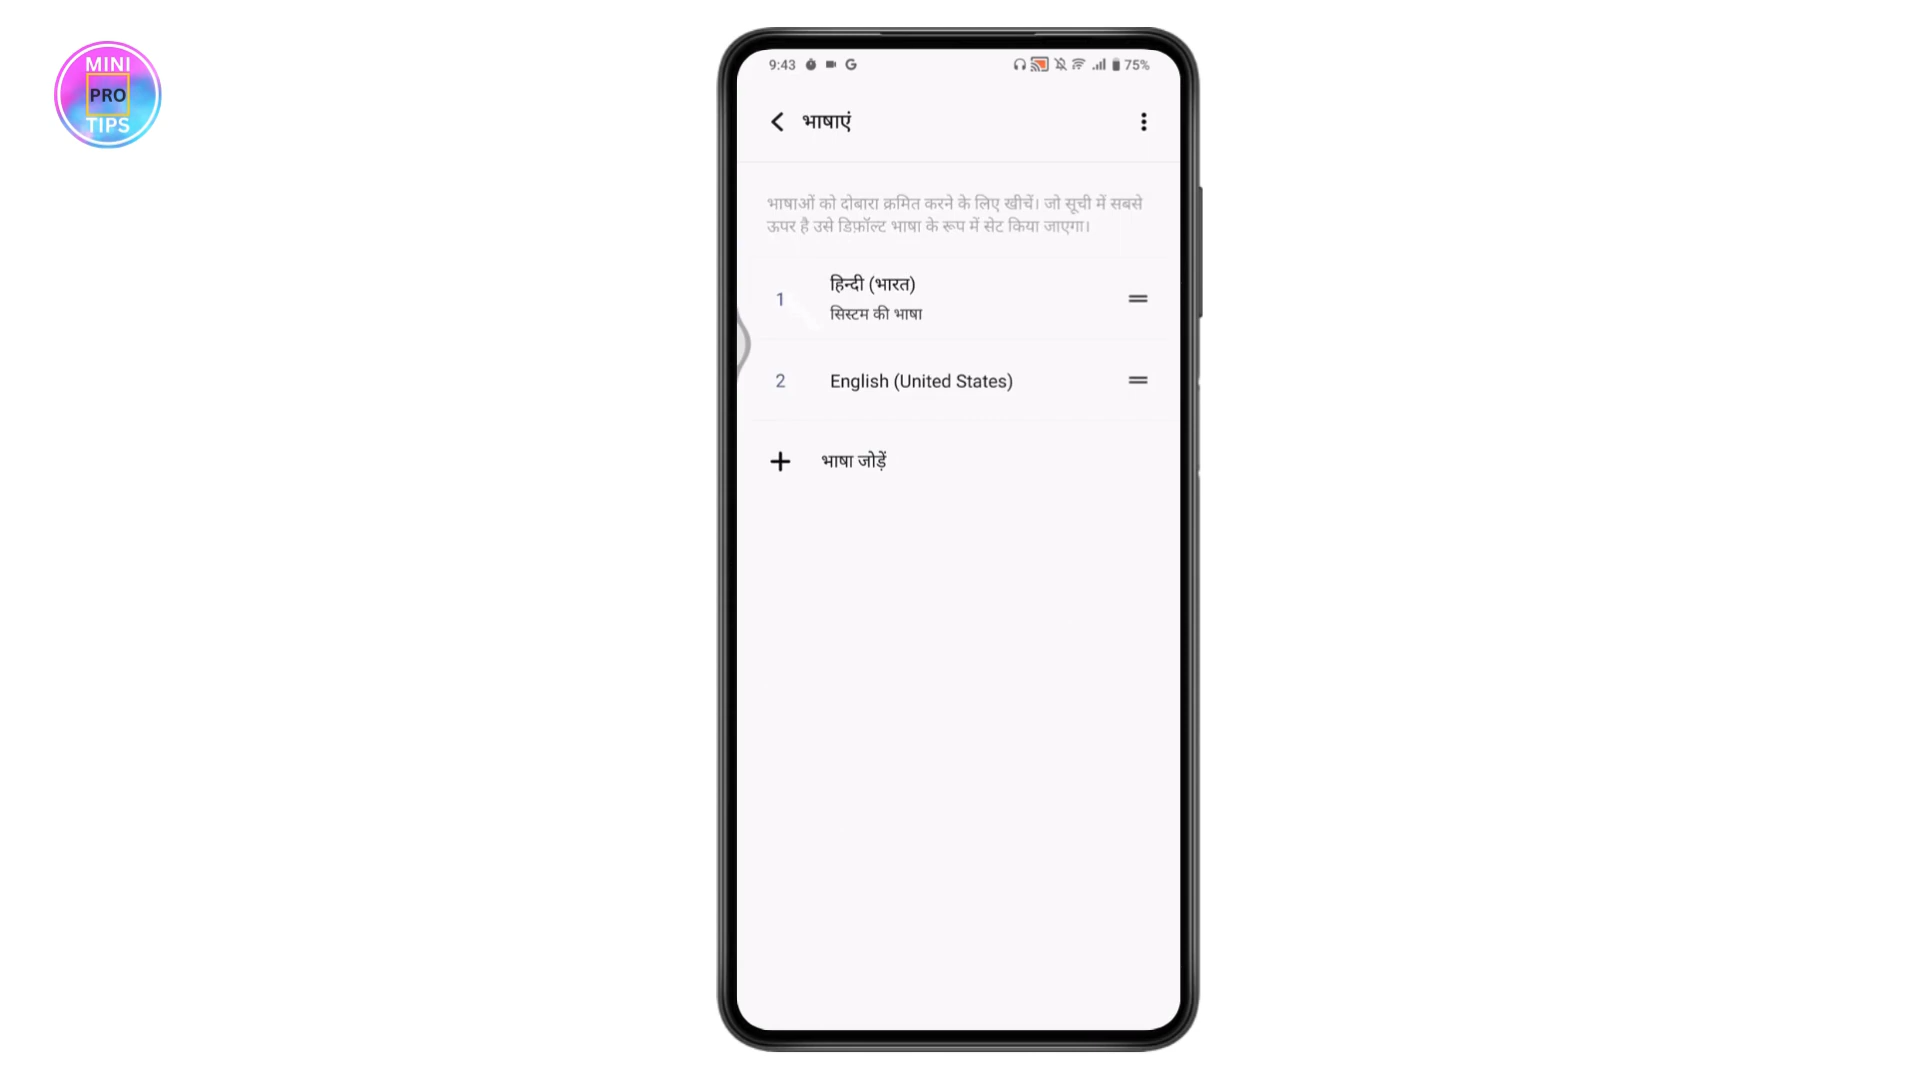 MINI
PRO
TIPS
9:43
75%
भाषाएं
भाषाओं को दोबारा क्रमित करने के लिए खीचें। जो सूची में सबसे
ऊपर है उसे डिफ़ॉल्ट भाषा के रूप में सेट किया जाएगा।
1
हिन्दी (भारत)
सिस्टम की भाषा
2
English (United States)
भाषा जोड़ें